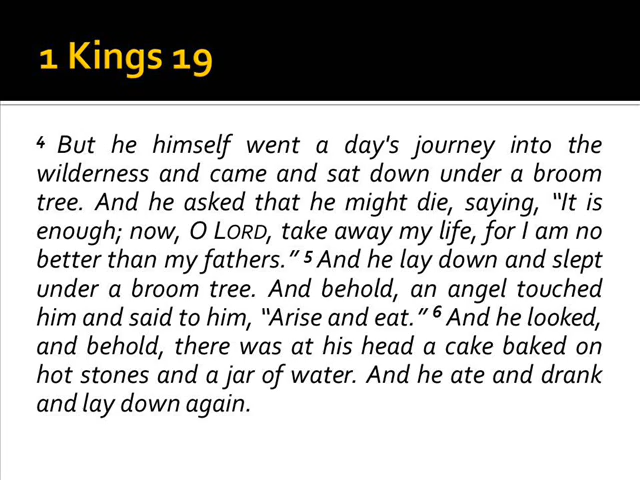 1 Kings 19
4 But he himself went a day's journey into the
wilderness and came and sat down under a broom
tree. And he asked that he might die, saying, “It is
enough; now, O LORD, take away my life, for I am no
better than my fathers.” 5 And he lay down and slept
under a broom tree. And behold, an angel touched
him and said to him, “Arise and eat.” 6 And he looked,
and behold, there was at his head a cake baked on
hot stones and a jar of water. And he ate and drank
and lay down again.